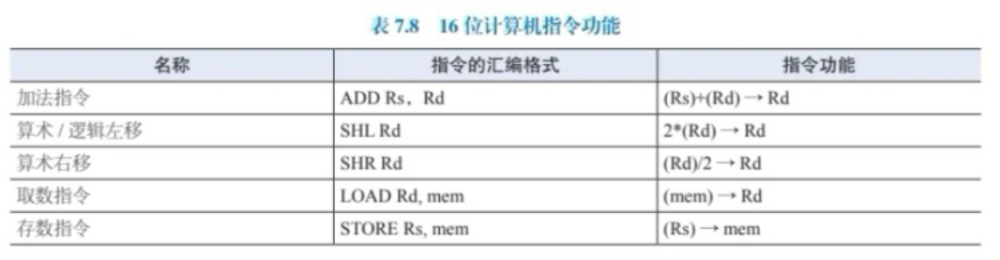 表 7.8 16 位计算机指令功能
名称 指令的汇编格式 指令功能
加法指令 ADD Rs，Rd (Rs)+(Rd) → Rd
算术 / 逻辑左移 SHL Rd 2*(Rd) → Rd
算术右移 SHR Rd (Rd)/2 → Rd
取数指令 LOAD Rd, mem (mem) → Rd
存数指令 STORE Rs, mem (Rs) → mem